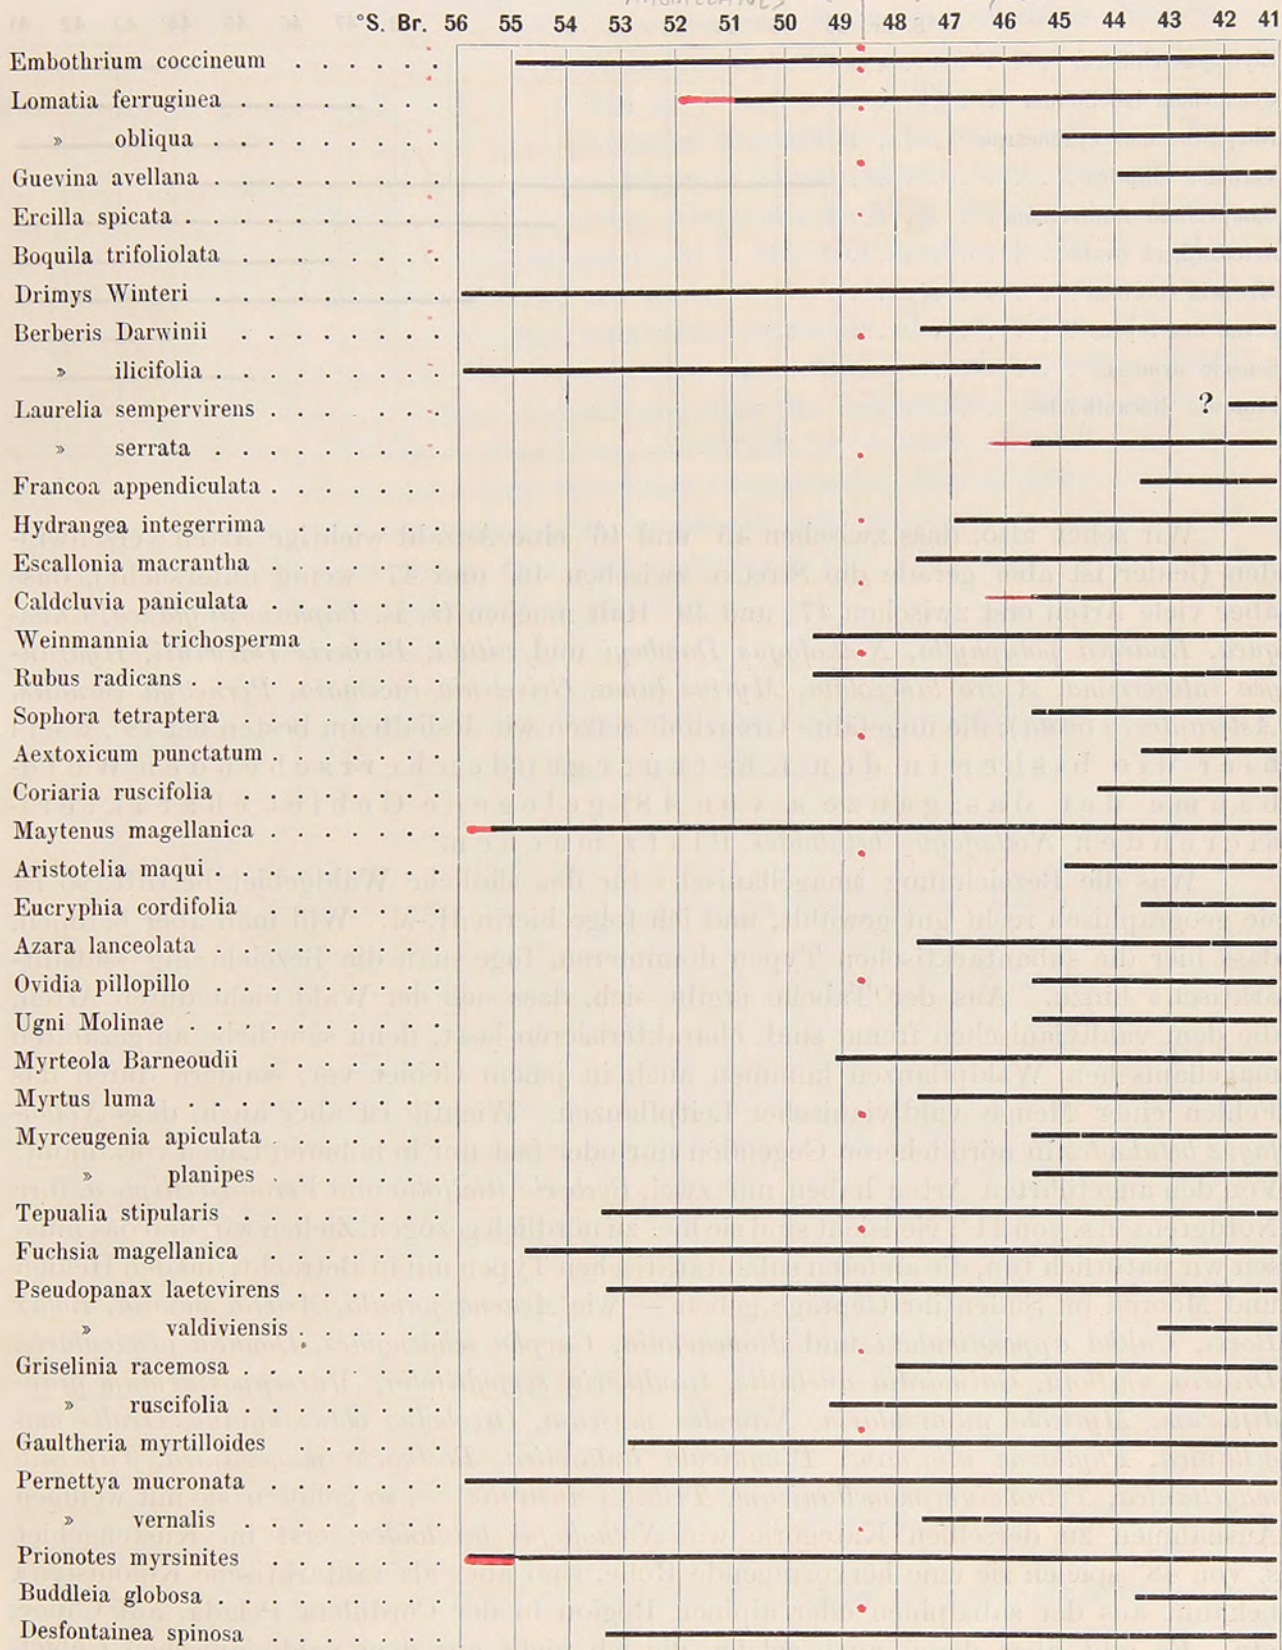 MAGELLANES
°S. Br. 56 55 54 53 52 51 50 49 48 47 46 45 44 43 42 41
Embothrium coccineum . . . . . .
Lomatia ferruginea . . . . . . . .
» obliqua . . . . . . . .
Guevina avellana . . . . . . . . .
Ercilla spicata . . . . . . . . . .
Boquila trifoliolata . . . . . . . .
Drimys Winteri . . . . . . . . .
Berberis Darwinii . . . . . . . .
» ilicifolia . . . . . . . . .
Laurelia sempervirens . . . . . . . ?
» serrata . . . . . . . . .
Francoa appendiculata . . . . . . .
Hydrangea integerrima . . . . . .
Escallonia macrantha . . . . . . .
Caldcluvia paniculata . . . . . . .
Weinmannia trichosperma . . . . . .
Rubus radicans . . . . . . . . . .
Sophora tetraptera . . . . . . . .
Aextoxicum punctatum . . . . . . .
Coriaria ruscifolia . . . . . . . .
Maytenus magellanica . . . . . . .
Aristotelia maqui . . . . . . . . .
Eucryphia cordifolia . . . . . . .
Azara lanceolata . . . . . . . . .
Ovidia pillopillo . . . . . . . . .
Ugni Molinae . . . . . . . . . .
Myrteola Barneoudii . . . . . . .
Myrtus luma . . . . . . . . . .
Myrceugenia apiculata . . . . . . .
» planipes . . . . . . .
Tepualia stipularis . . . . . . . .
Fuchsia magellanica . . . . . . .
Pseudopanax laetevirens . . . . . .
» valdiviensis . . . . . .
Griselinia racemosa . . . . . . . .
» ruscifolia . . . . . . . .
Gaultheria myrtilloides . . . . . .
Pernettya mucronata . . . . . . .
» vernalis . . . . . . . .
Prionotes myrsinites . . . . . . .
Buddleia globosa . . . . . . . . .
Desfontainea spinosa . . . . . . .